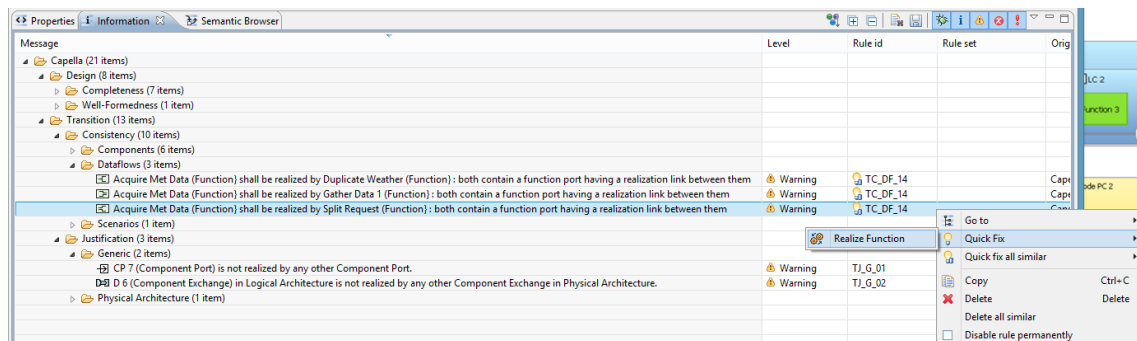 Properties Information Semantic Browser
Message Level Rule id Rule set Orig
Capella (21 items)
Design (8 items)
LC 2
Completeness (7 items)
Well-Formedness (1 item)
unction 3
Transition (13 items)
Consistency (10 items)
Components (6 items)
Dataflows (3 items)
Acquire Met Data (Function) shall be realized by Duplicate Weather (Function) : both contain a function port having a realization link between them Warning TC_DF_14 Cape
Acquire Met Data (Function) shall be realized by Gather Data 1 (Function) : both contain a function port having a realization link between them Warning TC_DF_14 Cape
ode PC 2
Acquire Met Data (Function) shall be realized by Split Request (Function) : both contain a function port having a realization link between them Warning TC_DF_14
Scenarios (1 item) Go to
Justification (3 items) Realize Function Quick Fix
Generic (2 items) Quick fix all similar
CP 7 (Component Port) is not realized by any other Component Port. Warning TJ_G_01 Copy Ctrl+C
D 6 (Component Exchange) in Logical Architecture is not realized by any other Component Exchange in Physical Architecture. Warning TJ_G_02 Delete Delete
Physical Architecture (1 item) Delete all similar
Disable rule permanently